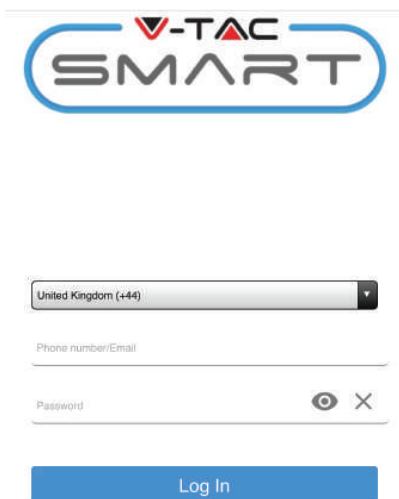 V-TAC
SMART
United Kingdom (+44)
Phone number/Email
Password
Log In